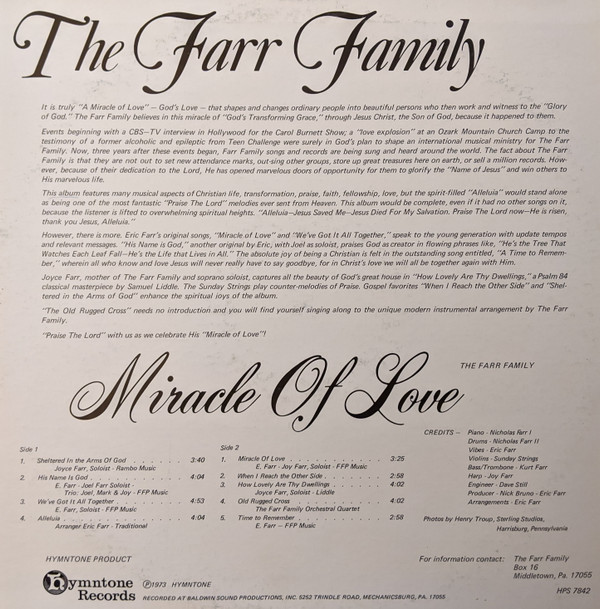 The Farr Family
It is truly "A Miracle of Love" — God's Love — that shapes and changes ordinary people into beautiful persons who then work and witness to the "Glory
of God." The Farr Family believes in this miracle of "God's Transforming Grace," through Jesus Christ, the Son of God, because it happened to them.
Events beginning with a CBS–TV interview in Hollywood for the Carol Burnett Show; a "love explosion" at an Ozark Mountain Church Camp to the
testimony of a former alcoholic and epileptic from Teen Challenge were surely in God's plan to shape an international musical ministry for The Farr
Family. Now, three years after these events began, Farr Family songs and records are being sung and heard around the world. The fact about The Farr
Family is that they are not out to set new attendance marks, out-sing other groups, store up great treasures here on earth, or sell a million records. How-
ever, because of their dedication to the Lord, He has opened marvelous doors of opportunity for them to glorify the "Name of Jesus" and win others to
His marvelous life.
This album features many musical aspects of Christian life, transformation, praise, faith, fellowship, love, but the spirit-filled "Alleluia" would stand alone
as being one of the most fantastic "Praise the Lord" melodies ever sent from Heaven. This album would be complete, even if it had no other songs on it,
because the listener is lifted to overwhelming spiritual heights. "Alleluia—Jesus Saved Me—Jesus Died For My Salvation. Praise The Lord now—He is risen,
thank you Jesus, Alleluia."
However, there is more. Eric Farr's original songs, "Miracle of Love" and "We've Got It All Together," speak to the young generation with update tempos
and relevant messages. "His Name is God," another original by Eric, with Joel as soloist, praises God as creator in flowing phrases like, "He's the Tree That
Watches Each Leaf Fall—He's the Life that Lives in All." The absolute joy of being a Christian is felt in the outstanding song entitled, "A Time to Remem-
ber," wherein all who know and love Jesus will never really have to say goodbye, for in Christ's love we will all be together again with Him.
Joyce Farr, mother of The Farr Family and soprano soloist, captures all the beauty of God's great house in "How Lovely Are Thy Dwellings," a Psalm 84
classical masterpiece by Samuel Liddle. The Sunday Strings play counter-melodies of Praise. Gospel favorites "When I Reach the Other Side" and "Shel-
tered in the Arms of God" enhance the spiritual joys of the album.
"The Old Rugged Cross" needs no introduction and you will find yourself singing along to the unique modern instrumental arrangement by The Farr
Family.
"Praise The Lord" with us as we celebrate His "Miracle of Love"!
THE FARR FAMILY
Miracle Of Love
Side 1
1. Sheltered In the Arms Of God . . . . . . 3:40
Joyce Farr, Soloist - Rambo Music
2. His Name Is God . . . . . . 4:04
E. Farr - Joel Farr Soloist -
Trio: Joel, Mark & Joy - FFP Music
3. We've Got It All Together . . . . . . 4:53
E. Farr, Soloist - FFP Music
4. Alleluia . . . . . . 4:04
Arranger Eric Farr - Traditional
Side 2
1. Miracle Of Love . . . . . . 3:25
E. Farr - Joy Farr, Soloist - FFP Music
2. When I Reach the Other Side . . . . . . 2:58
3. How Lovely Are Thy Dwellings . . . . . . 4:02
Joyce Farr, Soloist - Liddle
4. Old Rugged Cross . . . . . . 4:02
The Farr Family Orchestral Quartet
5. Time to Remember . . . . . . 2:58
E. Farr — FFP Music
CREDITS — Piano - Nicholas Farr I
Drums - Nicholas Farr II
Vibes - Eric Farr
Violins - Sunday Strings
Bass/Trombone - Kurt Farr
Harp - Joy Farr
Engineer - Dave Still
Producer - Nick Bruno - Eric Farr
Arrangements - Eric Farr
Photos by Henry Troup, Sterling Studios,
Harrisburg, Pennsylvania
HYMNTONE PRODUCT
Hymntone
Records
℗1973 HYMNTONE
RECORDED AT BALDWIN SOUND PRODUCTIONS, INC. 5252 TRINDLE ROAD, MECHANICSBURG, PA. 17055
For information contact: The Farr Family
Box 16
Middletown, Pa. 17055
HPS 7842